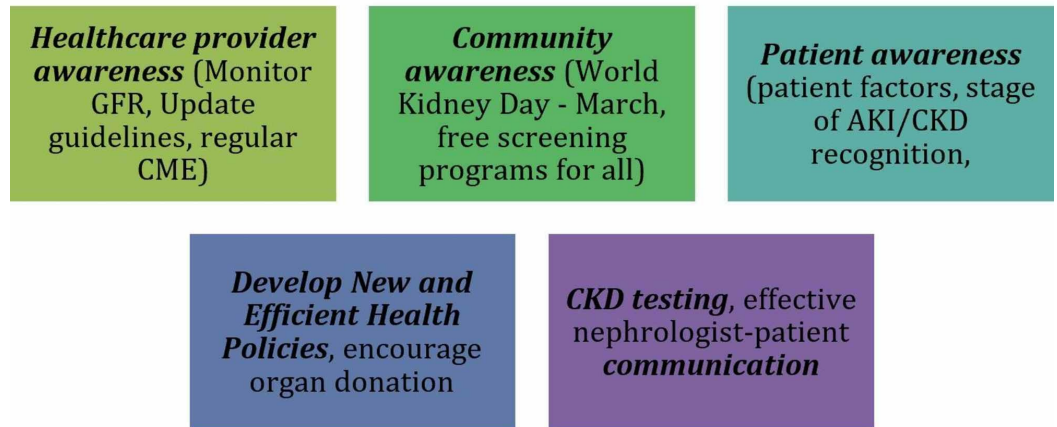 Healthcare provider
awareness (Monitor
GFR, Update
guidelines, regular
CME)
Community
awareness (World
Kidney Day - March,
free screening
programs for all)
Patient awareness
(patient factors, stage
of AKI/CKD
recognition,
Develop New and
Efficient Health
Policies, encourage
organ donation
CKD testing, effective
nephrologist-patient
communication